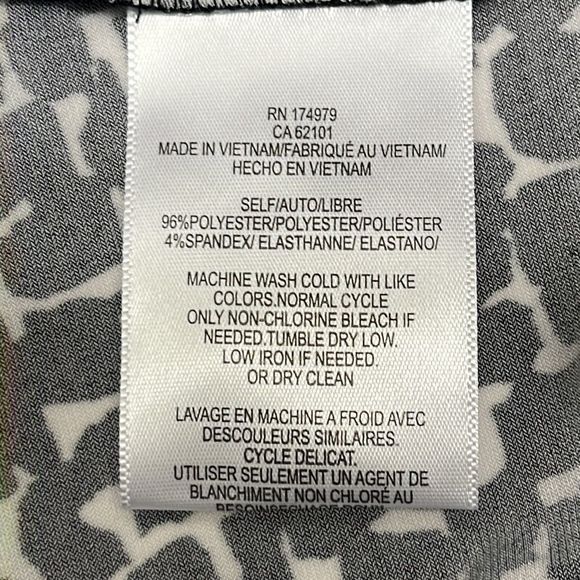 RN 174979
CA 62101
MADE IN VIETNAM/FABRIQUÉ AU VIETNAM/
HECHO EN VIETNAM
SELF/AUTO/LIBRE
96%POLYESTER/POLYESTER/POLIÉSTER
4%SPANDEX/ ELASTHANNE/ ELASTANO/
MACHINE WASH COLD WITH LIKE
COLORS.NORMAL CYCLE
ONLY NON-CHLORINE BLEACH IF
NEEDED.TUMBLE DRY LOW.
LOW IRON IF NEEDED.
OR DRY CLEAN
LAVAGE EN MACHINE A FROID AVEC
DESCOULEURS SIMILAIRES.
CYCLE DELICAT.
UTILISER SEULEMENT UN AGENT DE
BLANCHIMENT NON CHLORÉ AU